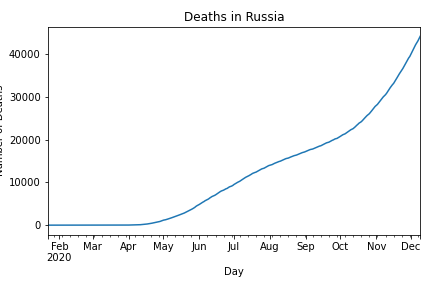 Deaths in Russia
Number of Deaths
40000
30000
20000
10000
0
Feb Mar Apr May Jun Jul Aug Sep Oct Nov Dec
2020
Day